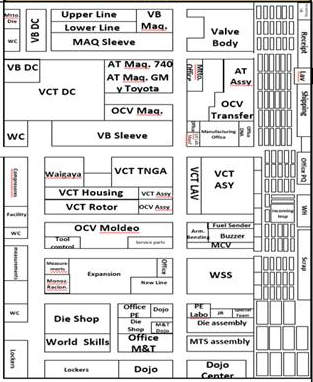 Mtto.
Die
WC
VB DC
Upper Line
Lower Line
MAQ Sleeve
VB
Maq.
Valve
Body
Receipt
VB DC
VCT DC
AT Maq. 740
AT Maq. GM
y Toyota
OCV Maq.
Mtto.
Office
AT
Assy
OCV
Transfer
Lav
Shipping
WC
VB Sleeve
Manufacturing
Office
Compressors
Facility
WC
Waigaya
VCT TNGA
VCT Housing
VCT Assy
VCT Rotor
OCV Assy
VCT LAV
VCT
ASY
Office PQ
WH
Incoming
Insp
OCV Moldeo
Tool
control
Service parts
Arm.
Bending
Fuel Sender
Buzzer
MCV
measurements
Measure
ments
Monoz.
Racion.
Expansion
Office
New Line
WSS
Scrap
WC
Die Shop
World Skills
Office
PE
Dojo
Die
Shop
M&T
Dojo
Office
M&T
PE
Labo
JR
Special
Team
Die assembly
MTS assembly
Lockers
Lockers
Dojo
Dojo
Center